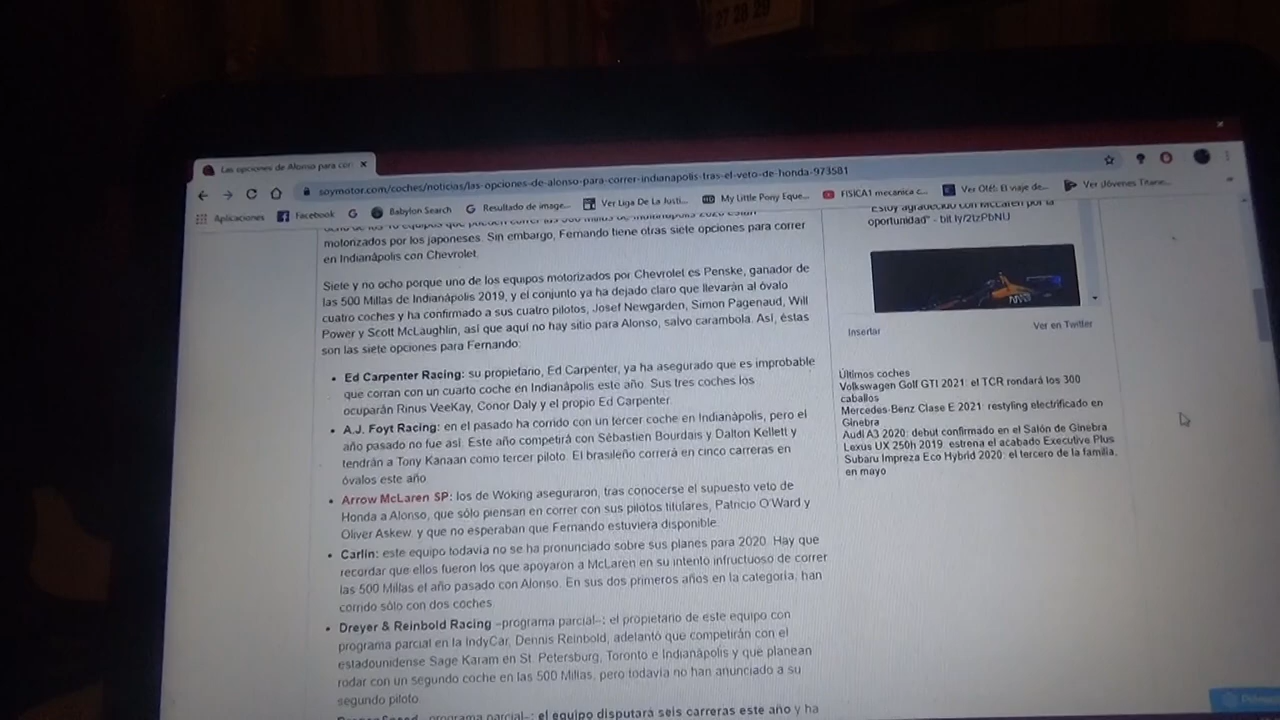 27 28 29
Las opciones de Alonso para cor
soymotor.com/coches/noticias/las-opciones-de-alonso-para-correr-indianapolis-tras-el-veto-de-honda-973581
Aplicaciones Facebook Babylon Search Resultado de image... Ver Liga De La Justi... My Little Pony Eque... FISICA1 mecanica c... Ver Olé!: El viaje de... Ver Jóvenes Titane...
motorizados por los japoneses. Sin embargo, Fernando tiene otras siete opciones para correr
en Indianápolis con Chevrolet.
Siete y no ocho porque uno de los equipos motorizados por Chevrolet es Penske, ganador de
las 500 Millas de Indianápolis 2019, y el conjunto ya ha dejado claro que llevarán al óvalo
cuatro coches y ha confirmado a sus cuatro pilotos, Josef Newgarden, Simon Pagenaud, Will
Power y Scott McLaughlin, así que aquí no hay sitio para Alonso, salvo carambola. Así, éstas
son las siete opciones para Fernando:
• Ed Carpenter Racing: su propietario, Ed Carpenter, ya ha asegurado que es improbable
que corran con un cuarto coche en Indianápolis este año. Sus tres coches los
ocuparán Rinus VeeKay, Conor Daly y el propio Ed Carpenter.
• A.J. Foyt Racing: en el pasado ha corrido con un tercer coche en Indianápolis, pero el
año pasado no fue así. Este año competirá con Sébastien Bourdais y Dalton Kellett y
tendrán a Tony Kanaan como tercer piloto. El brasileño correrá en cinco carreras en
óvalos este año.
• Arrow McLaren SP: los de Woking aseguraron, tras conocerse el supuesto veto de
Honda a Alonso, que sólo piensan en correr con sus pilotos titulares, Patricio O'Ward y
Oliver Askew, y que no esperaban que Fernando estuviera disponible.
• Carlin: este equipo todavía no se ha pronunciado sobre sus planes para 2020. Hay que
recordar que ellos fueron los que apoyaron a McLaren en su intento infructuoso de correr
las 500 Millas el año pasado con Alonso. En sus dos primeros años en la categoría, han
corrido sólo con dos coches.
• Dreyer & Reinbold Racing –programa parcial–: el propietario de este equipo con
programa parcial en la IndyCar, Dennis Reinbold, adelantó que competirán con el
estadounidense Sage Karam en St. Petersburg, Toronto e Indianápolis y que planean
rodar con un segundo coche en las 500 Millas, pero todavía no han anunciado a su
segundo piloto.
programa parcial–: el equipo disputará seis carreras este año y ha
"Estoy agradecido con McLaren por la
oportunidad" - bit.ly/2tzPbNU
Insertar
Ver en Twitter
Últimos coches
Volkswagen Golf GTI 2021: el TCR rondará los 300
caballos
Mercedes-Benz Clase E 2021: restyling electrificado en
Ginebra
Audi A3 2020: debut confirmado en el Salón de Ginebra
Lexus UX 250h 2019: estrena el acabado Executive Plus
Subaru Impreza Eco Hybrid 2020: el tercero de la familia,
en mayo